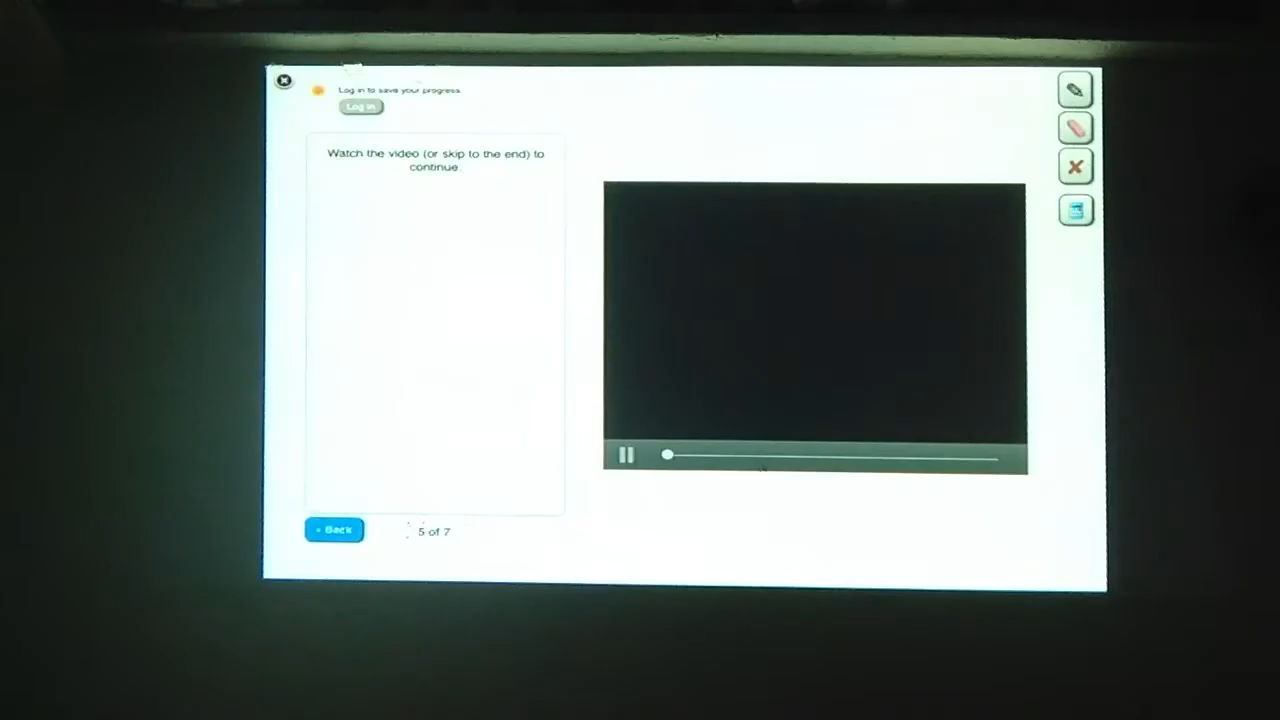 Log in to save your progress.
Log in
Watch the video (or skip to the end) to
continue.
« Back
5 of 7